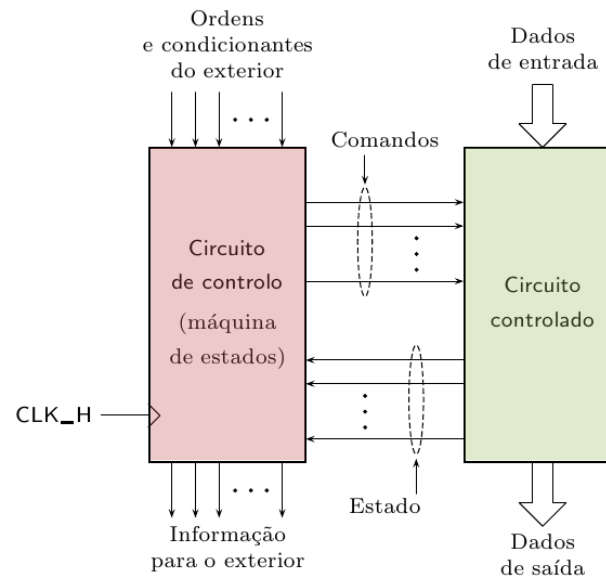 Ordens
e condicionantes
do exterior
Dados
de entrada
Comandos
Circuito
de controlo
(máquina
de estados)
Circuito
controlado
CLK_H
Estado
Informação
para o exterior
Dados
de saída